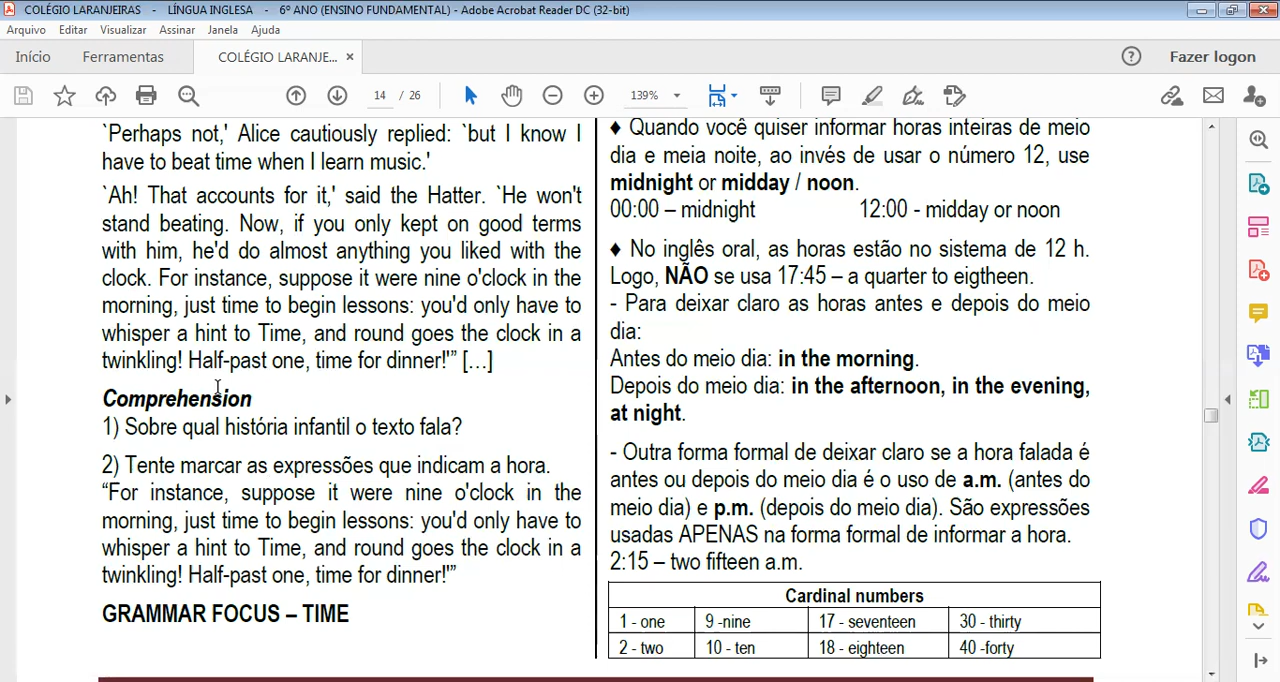 COLÉGIO LARANJEIRAS - LÍNGUA INGLESA - 6º ANO (ENSINO FUNDAMENTAL) - Adobe Acrobat Reader DC (32-bit)
Arquivo Editar Visualizar Assinar Janela Ajuda
Início Ferramentas COLÉGIO LARANJE... × Fazer logon
14 / 26 139%
`Perhaps not,' Alice cautiously replied: `but I know I
have to beat time when I learn music.'
`Ah! That accounts for it,' said the Hatter. `He won't
stand beating. Now, if you only kept on good terms
with him, he'd do almost anything you liked with the
clock. For instance, suppose it were nine o'clock in the
morning, just time to begin lessons: you'd only have to
whisper a hint to Time, and round goes the clock in a
twinkling! Half-past one, time for dinner!'” [...]
Comprehension
1) Sobre qual história infantil o texto fala?
2) Tente marcar as expressões que indicam a hora.
“For instance, suppose it were nine o'clock in the
morning, just time to begin lessons: you'd only have to
whisper a hint to Time, and round goes the clock in a
twinkling! Half-past one, time for dinner!'”
GRAMMAR FOCUS – TIME
♦ Quando você quiser informar horas inteiras de meio
dia e meia noite, ao invés de usar o número 12, use
midnight or midday / noon.
00:00 – midnight 12:00 - midday or noon
♦ No inglês oral, as horas estão no sistema de 12 h.
Logo, NÃO se usa 17:45 – a quarter to eigtheen.
- Para deixar claro as horas antes e depois do meio
dia:
Antes do meio dia: in the morning.
Depois do meio dia: in the afternoon, in the evening,
at night.
- Outra forma formal de deixar claro se a hora falada é
antes ou depois do meio dia é o uso de a.m. (antes do
meio dia) e p.m. (depois do meio dia). São expressões
usadas APENAS na forma formal de informar a hora.
2:15 – two fifteen a.m.
Cardinal numbers
1 - one 9 -nine 17 - seventeen 30 - thirty
2 - two 10 - ten 18 - eighteen 40 -forty